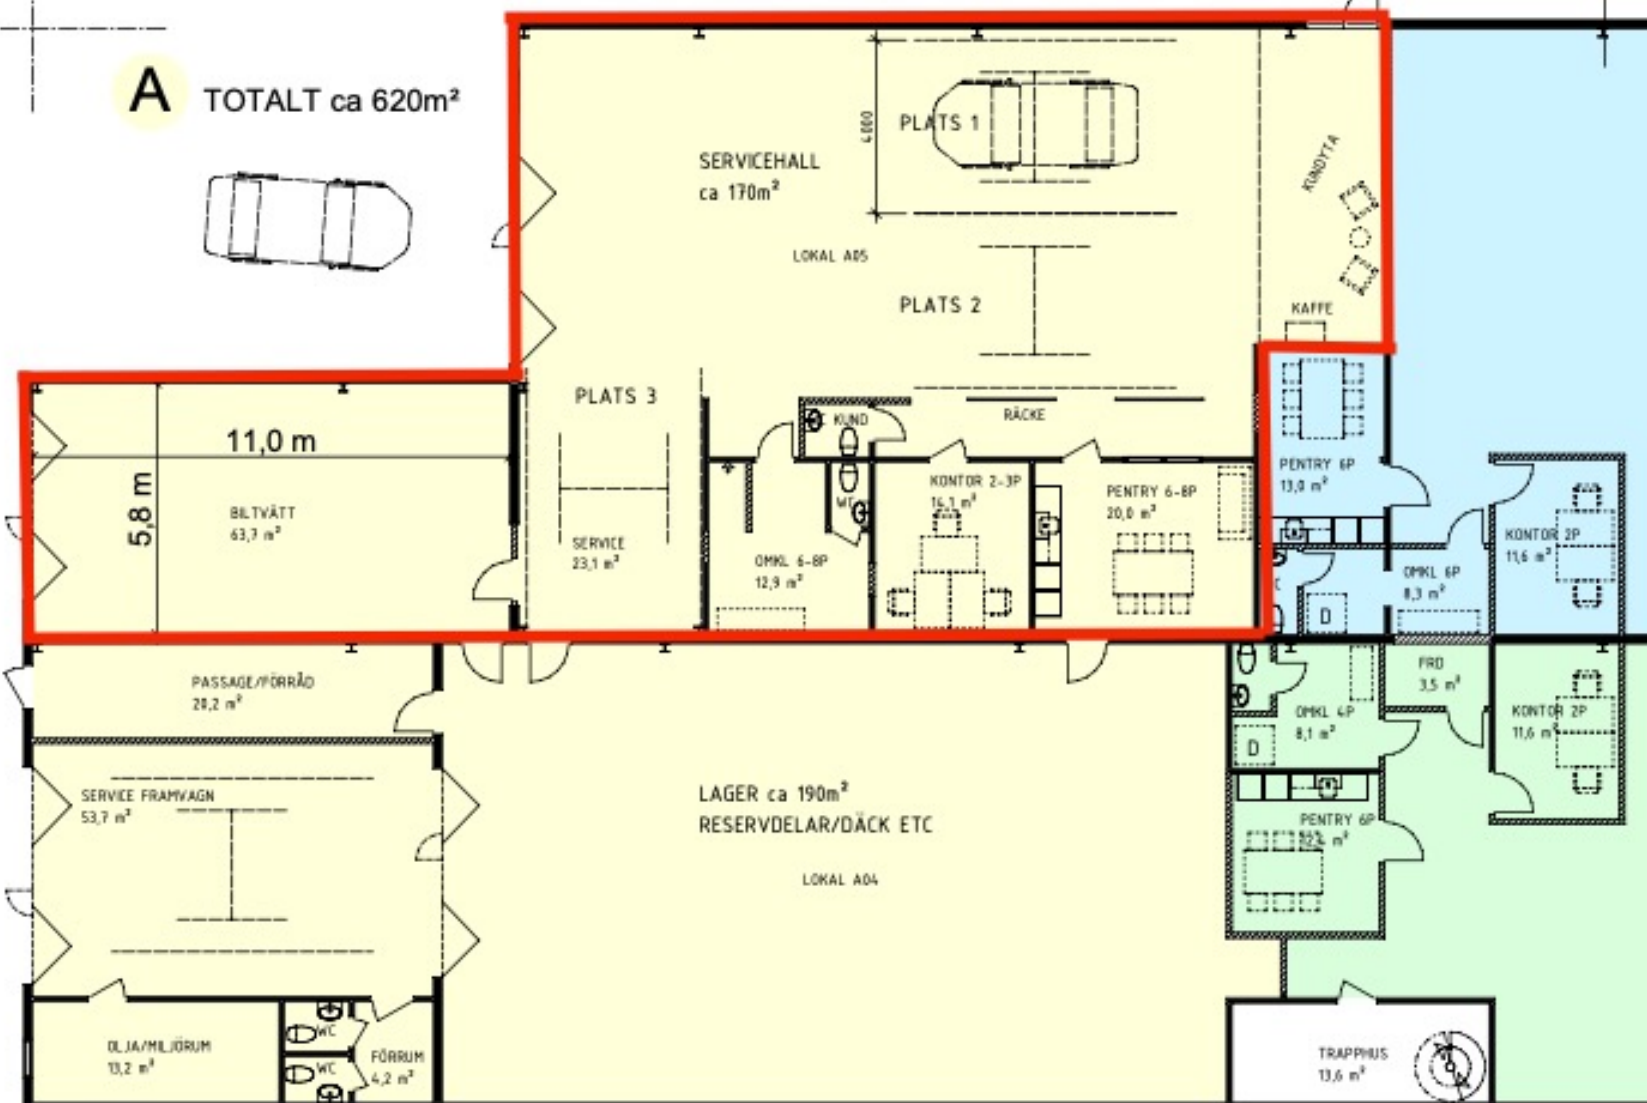 A TOTALT ca 620m²
PLATS 1
4000
SERVICEHALL
ca 170m²
KUNDYTA
LOKAL A05
PLATS 2
KAFFE
PLATS 3
KUND
RÄCKE
11,0 m
5,8 m
BILTVÄTT
63,7 m²
SERVICE
23,1 m²
OMKL 6-8P
12,9 m²
WC
KONTOR 2-3P
14,1 m²
PENTRY 6-8P
20,0 m²
PENTRY 6P
13,0 m²
KONTOR 2P
11,6 m²
OMKL 6P
8,3 m²
C
D
PASSAGE/FÖRRÅD
20,2 m²
FRD
3,5 m²
OMKL 4P
8,1 m²
KONTOR 2P
11,6 m²
D
SERVICE FRAMVAGN
53,7 m²
LAGER ca 190m²
RESERVDELAR/DÄCK ETC
PENTRY 6P
m²
LOKAL A04
OLJA/MILJÖRUM
13,2 m²
WC
WC
FÖRRUM
4,2 m²
TRAPPHUS
13,6 m²